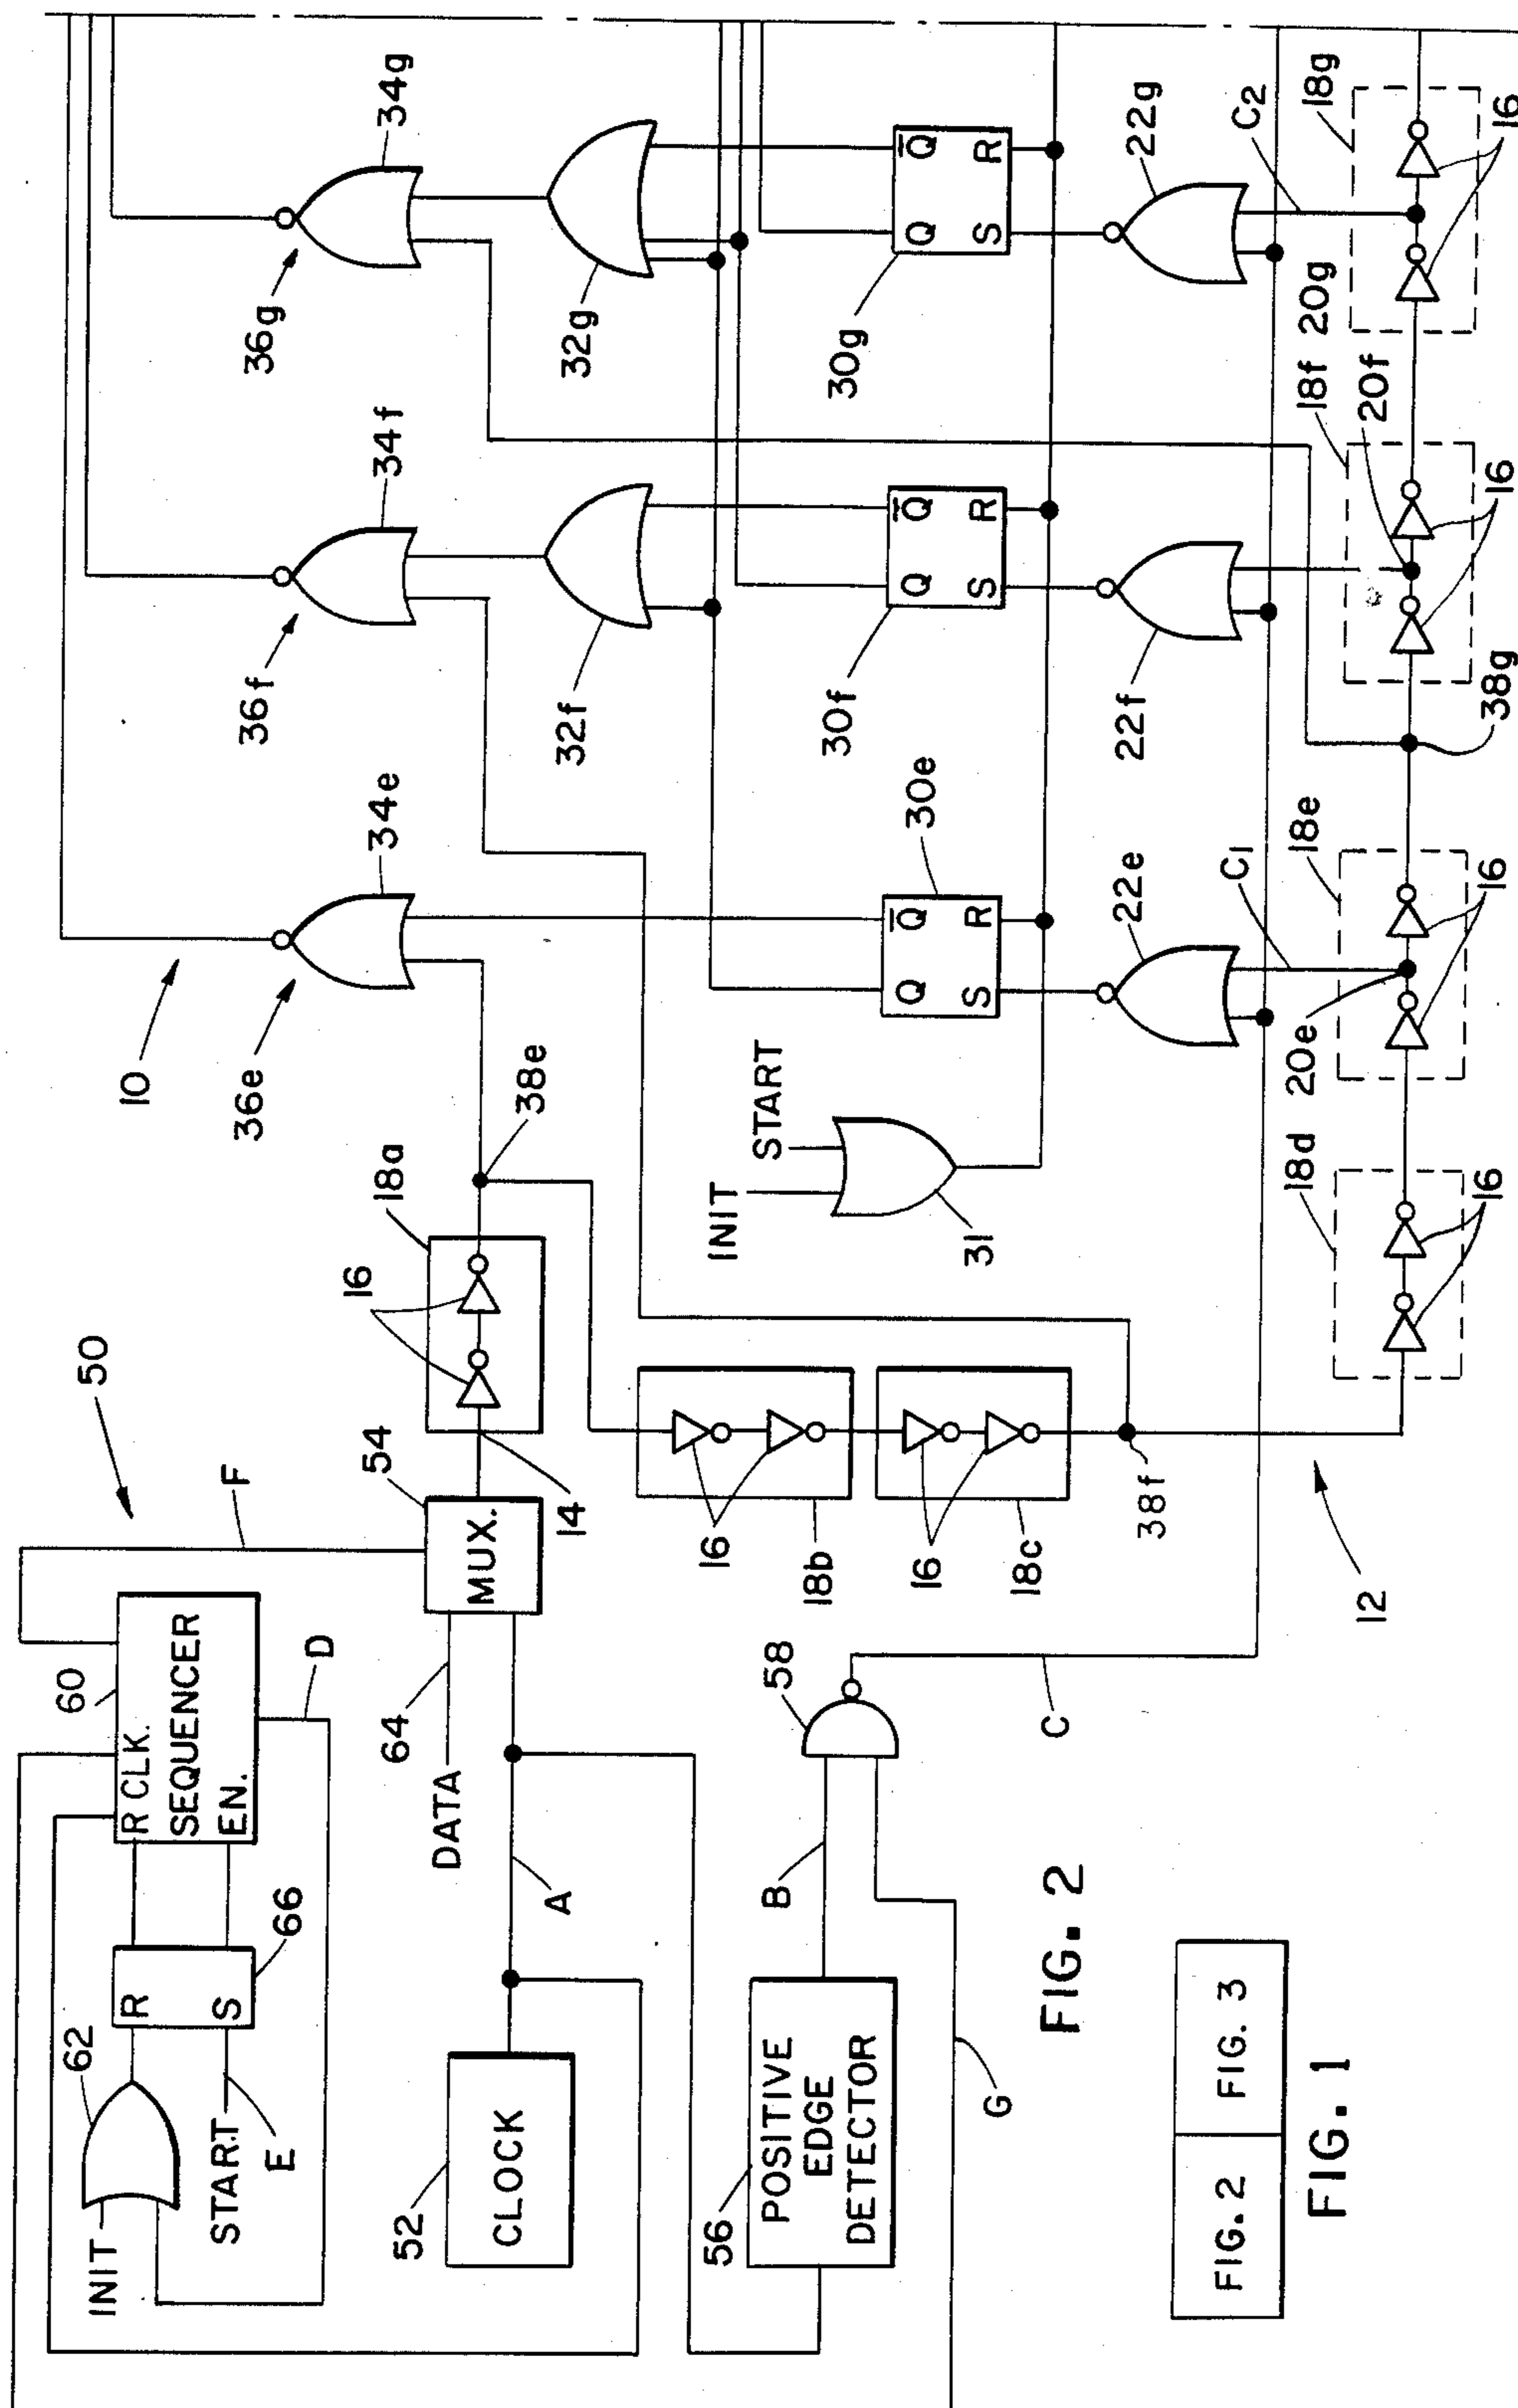 50
10
INIT
62
START
E
R
S
66
R
CLK.
SEQUENCER
EN.
60
D
F
52
CLOCK
A
DATA
64
MUX.
54
14
16
18a
38e
36e
34e
36f
34f
36g
34g
32f
32g
56
POSITIVE
EDGE
DETECTOR
B
G
58
C
16
18b
16
18c
38f
12
INIT
START
31
Q
Q̅
S
R
30e
Q
Q̅
S
R
30f
Q
Q̅
S
R
30g
22e
22f
22g
C1
C2
18d
16
20e
18e
16
38g
18f
20f
16
20g
18g
16
FIG. 2
FIG. 2
FIG. 3
FIG. 1